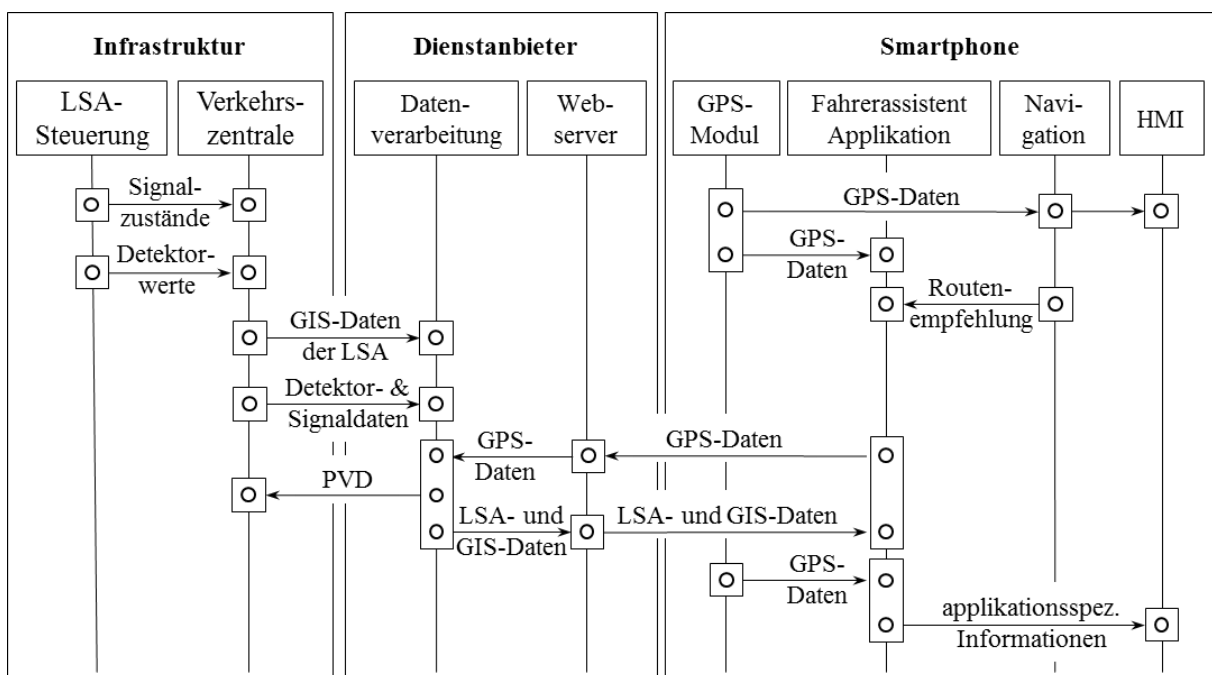 Infrastruktur
Dienstanbieter
Smartphone
LSA-
Steuerung
Verkehrs-
zentrale
Daten-
verarbeitung
Web-
server
GPS-
Modul
Fahrerassistent
Applikation
Navi-
gation
HMI
Signal-
zustände
GPS-Daten
Detektor-
werte
GPS-
Daten
Routen-
empfehlung
GIS-Daten
der LSA
Detektor- &
Signaldaten
GPS-
Daten
GPS-Daten
PVD
LSA- und
GIS-Daten
LSA- und GIS-Daten
GPS-
Daten
applikationsspez.
Informationen